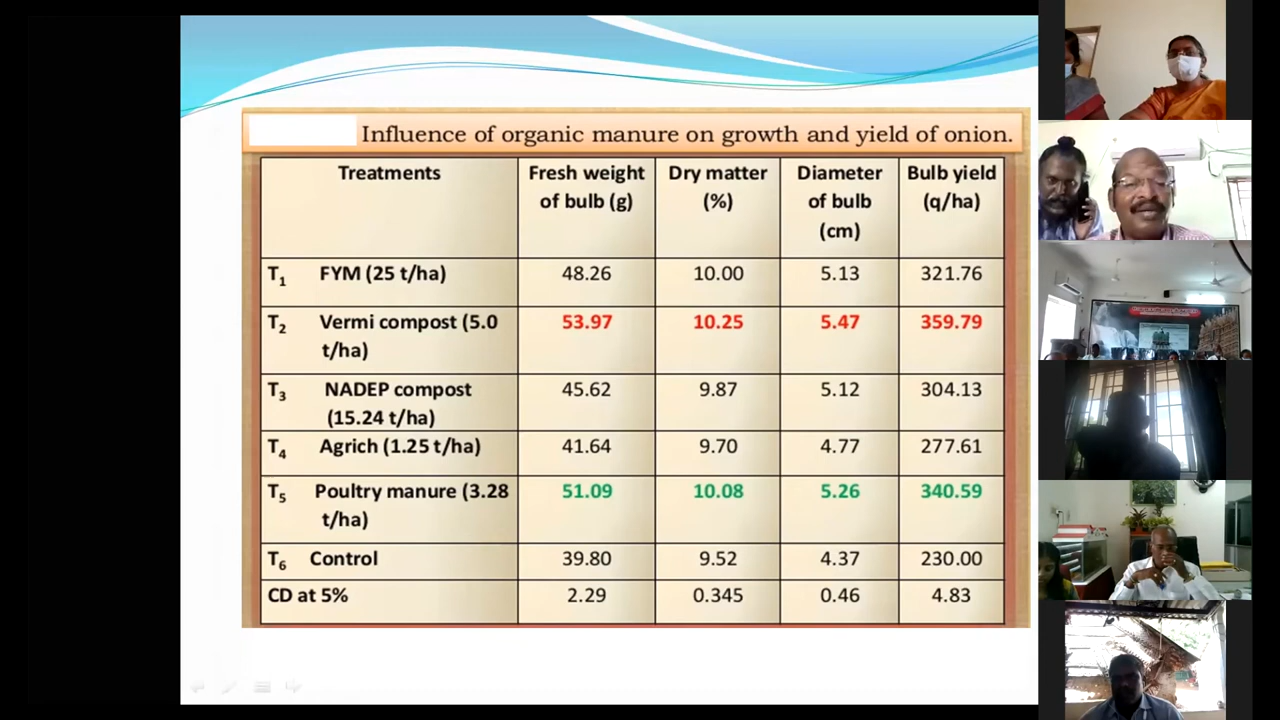 Influence of organic manure on growth and yield of onion.
Treatments Fresh weight of bulb (g) Dry matter (%) Diameter of bulb (cm) Bulb yield (q/ha)
T1 FYM (25 t/ha) 48.26 10.00 5.13 321.76
T2 Vermi compost (5.0 t/ha) 53.97 10.25 5.47 359.79
T3 NADEP compost (15.24 t/ha) 45.62 9.87 5.12 304.13
T4 Agrich (1.25 t/ha) 41.64 9.70 4.77 277.61
T5 Poultry manure (3.28 t/ha) 51.09 10.08 5.26 340.59
T6 Control 39.80 9.52 4.37 230.00
CD at 5% 2.29 0.345 0.46 4.83